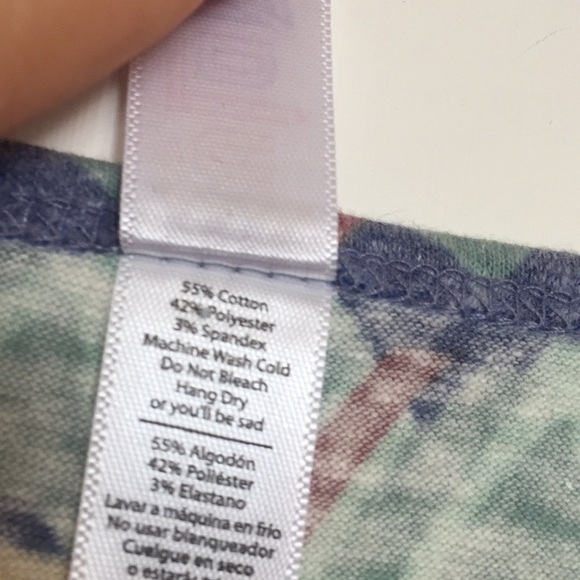 55% Cotton
42% Polyester
3% Spandex
Machine Wash Cold
Do Not Bleach
Hang Dry
or you'll be sad
55% Algodón
42% Poliéster
3% Elastano
Lavar a máquina en frío
No usar blanqueador
Cuelgue en seco
o estarás